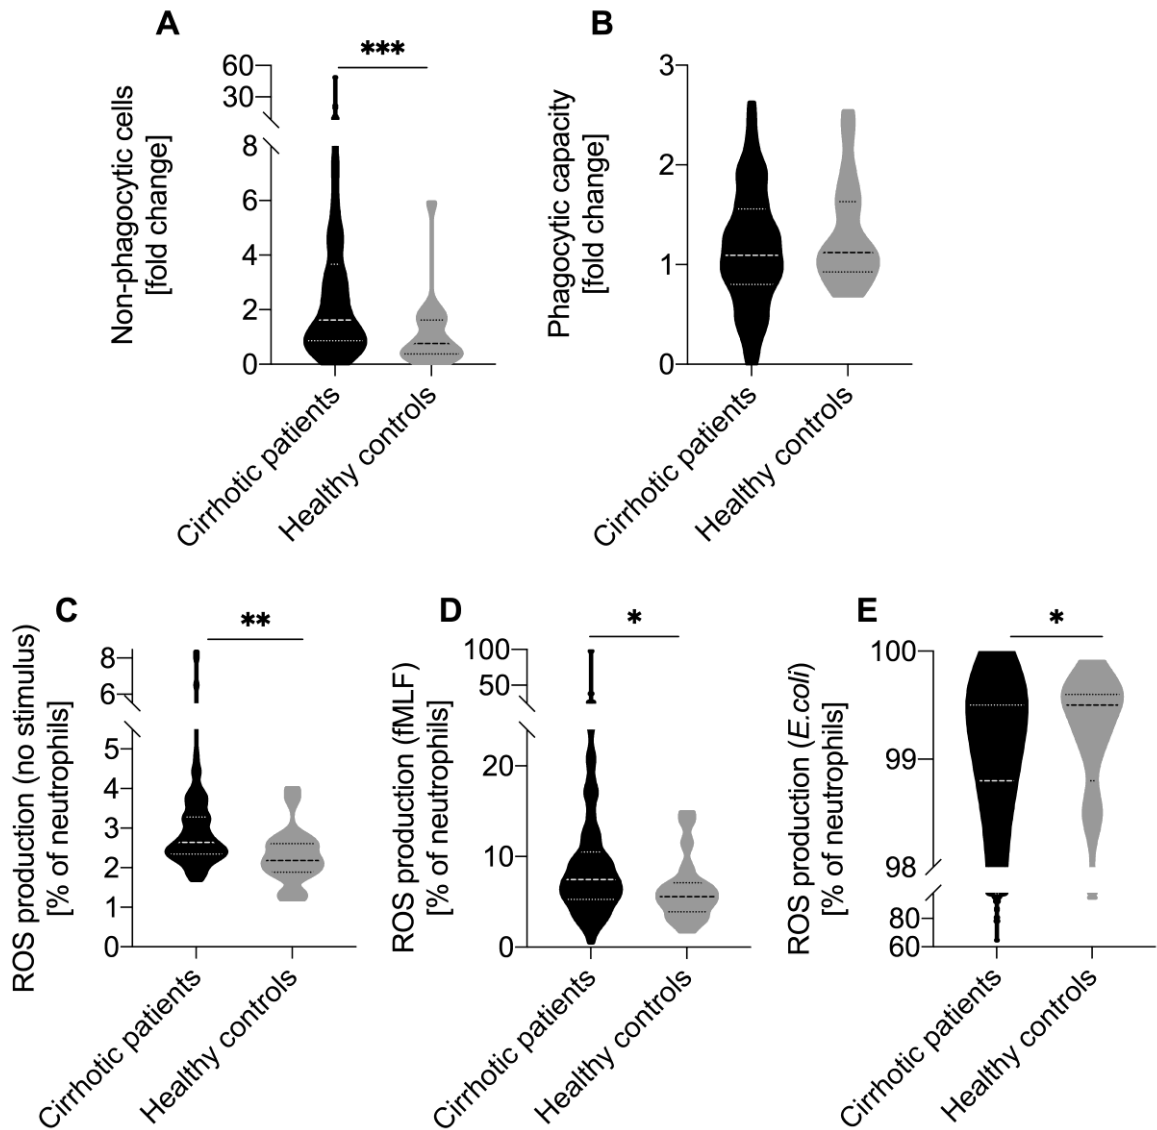 A
Non-phagocytic cells
[fold change]
60
30
8
6
4
2
0
***
Cirrhotic patients
Healthy controls
B
Phagocytic capacity
[fold change]
3
2
1
0
Cirrhotic patients
Healthy controls
C
ROS production (no stimulus)
[% of neutrophils]
8
6
5
4
3
2
1
0
**
Cirrhotic patients
Healthy controls
D
ROS production (fMLF)
[% of neutrophils]
100
50
20
10
0
*
Cirrhotic patients
Healthy controls
E
ROS production (E.coli)
[% of neutrophils]
100
99
98
80
60
*
Cirrhotic patients
Healthy controls